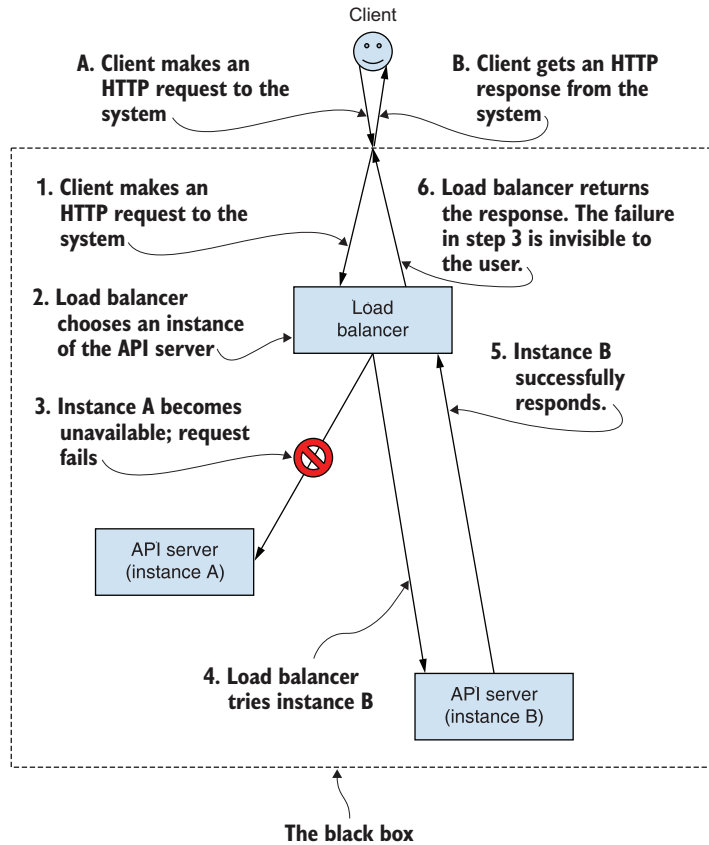 Client
A. Client makes an
HTTP request to the
system
B. Client gets an HTTP
response from the
system
1. Client makes an
HTTP request to the
system
6. Load balancer returns
the response. The failure
in step 3 is invisible to
the user.
2. Load balancer
chooses an instance
of the API server
Load
balancer
5. Instance B
successfully
responds.
3. Instance A becomes
unavailable; request
fails
API server
(instance A)
4. Load balancer
tries instance B
API server
(instance B)
The black box